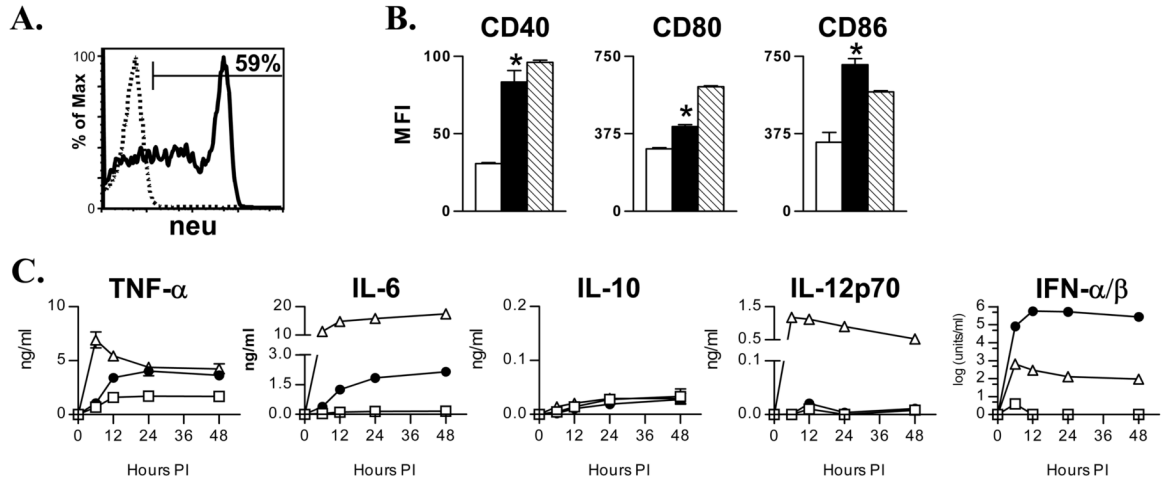 A.
100
59%
% of Max
0
neu
B.
CD40
CD80
CD86
MFI
100
50
0
*
750
375
0
*
750
375
0
*
C.
TNF-α
ng/ml
10
5
0
0 12 24 36 48
Hours PI
IL-6
ng/ml
20
10
3.0
1.5
0.0
0 12 24 36 48
Hours PI
IL-10
ng/ml
0.2
0.1
0.0
0 12 24 36 48
Hours PI
IL-12p70
ng/ml
1.5
0.5
0.1
0.0
0 12 24 36 48
Hours PI
IFN-α/β
log (units/ml)
6
5
4
3
2
1
0
0 12 24 36 48
Hours PI